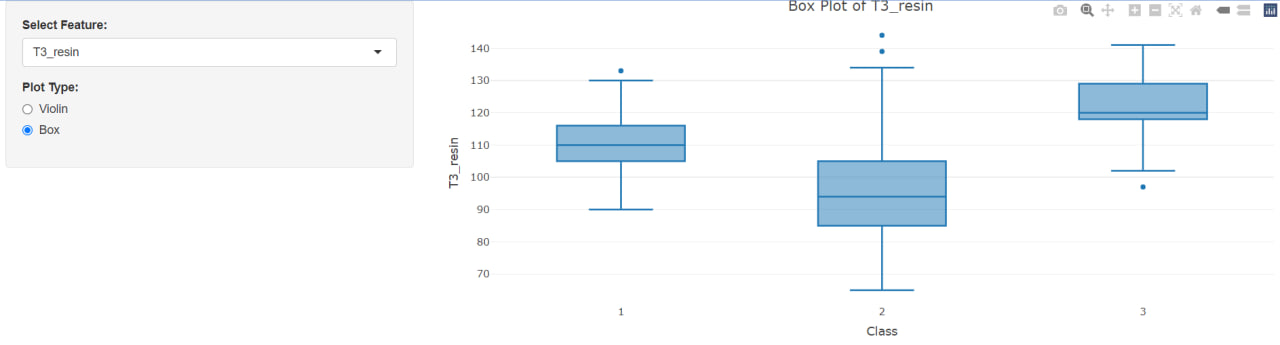 Select Feature:
T3_resin
Plot Type:
Violin
Box
Box Plot of T3_resin
T3_resin
140
130
120
110
100
90
80
70
1
2
3
Class